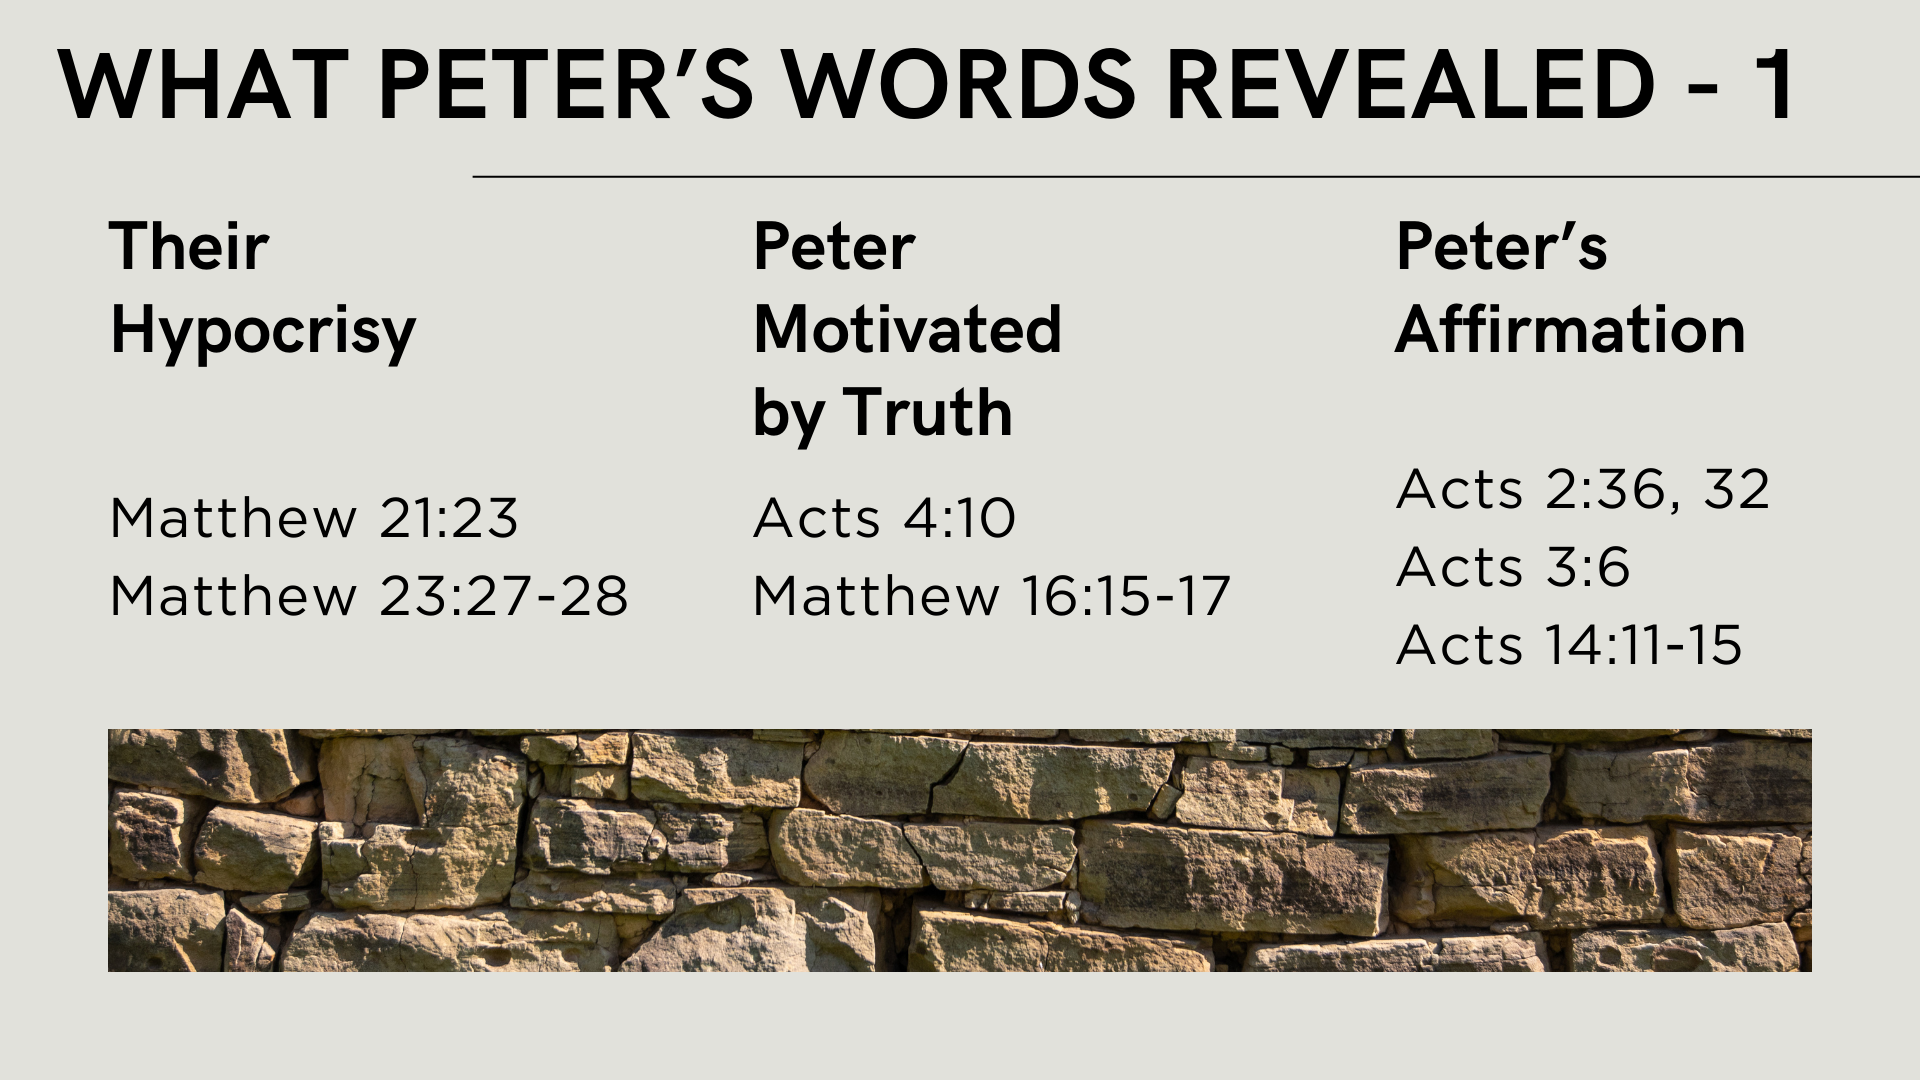 WHAT PETER’S WORDS REVEALED - 1
Their
Hypocrisy
Matthew 21:23
Matthew 23:27-28
Peter
Motivated
by Truth
Acts 4:10
Matthew 16:15-17
Peter’s
Affirmation
Acts 2:36, 32
Acts 3:6
Acts 14:11-15